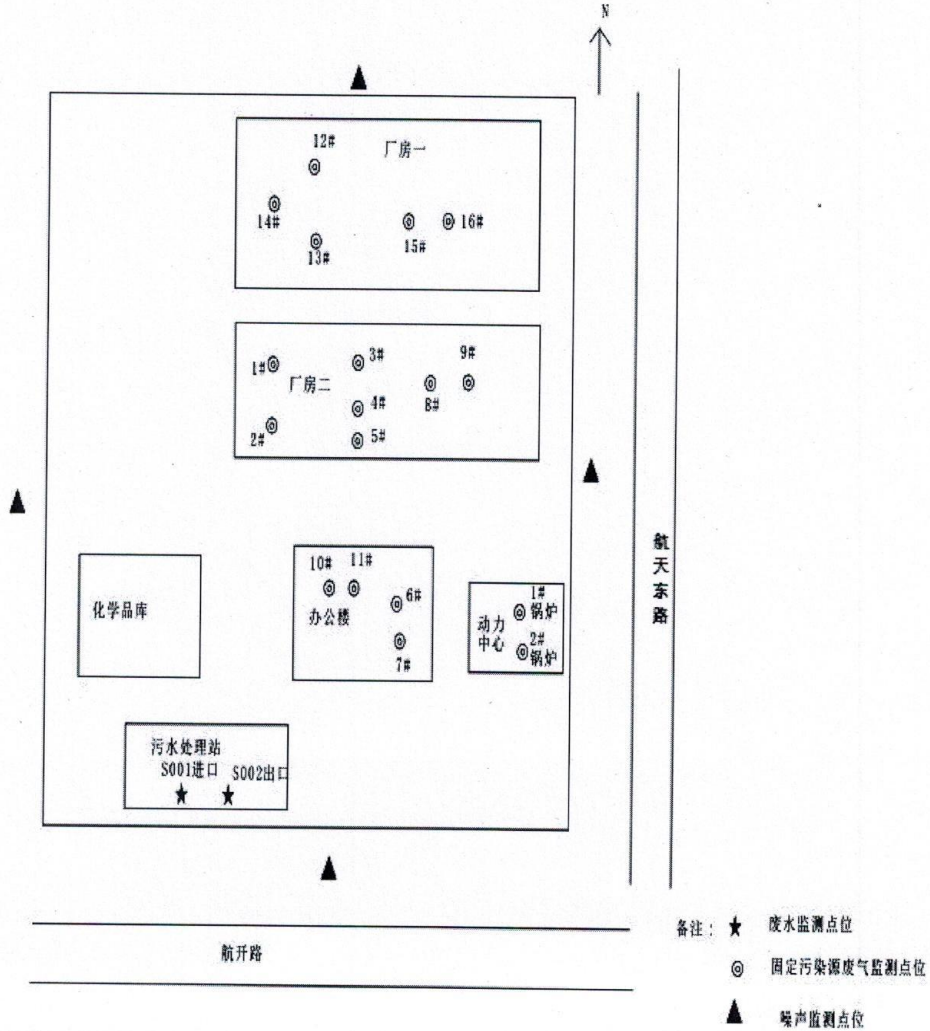 N
12#
厂房一
14#
13#
15#
16#
1#
厂房二
3#
9#
2#
4#
8#
5#
航天东路
化学品库
10#
11#
6#
办公楼
7#
动力中心
1#
锅炉
2#
锅炉
污水处理站
S001进口
S002出口
航开路
备注：
废水监测点位
固定污染源废气监测点位
噪声监测点位